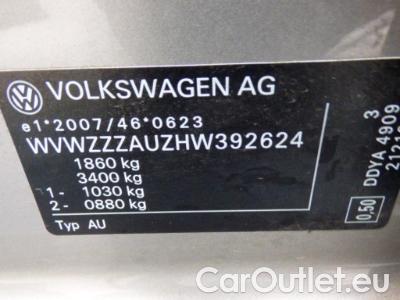 VOLKSWAGEN AG
e1*2007/46*0623
WVWZZZAUZHW392624
1860 kg
3400 kg
1- 1030 kg
2- 0880 kg
Typ AU
DDYA 4909
3
0,50
CarOutlet.eu